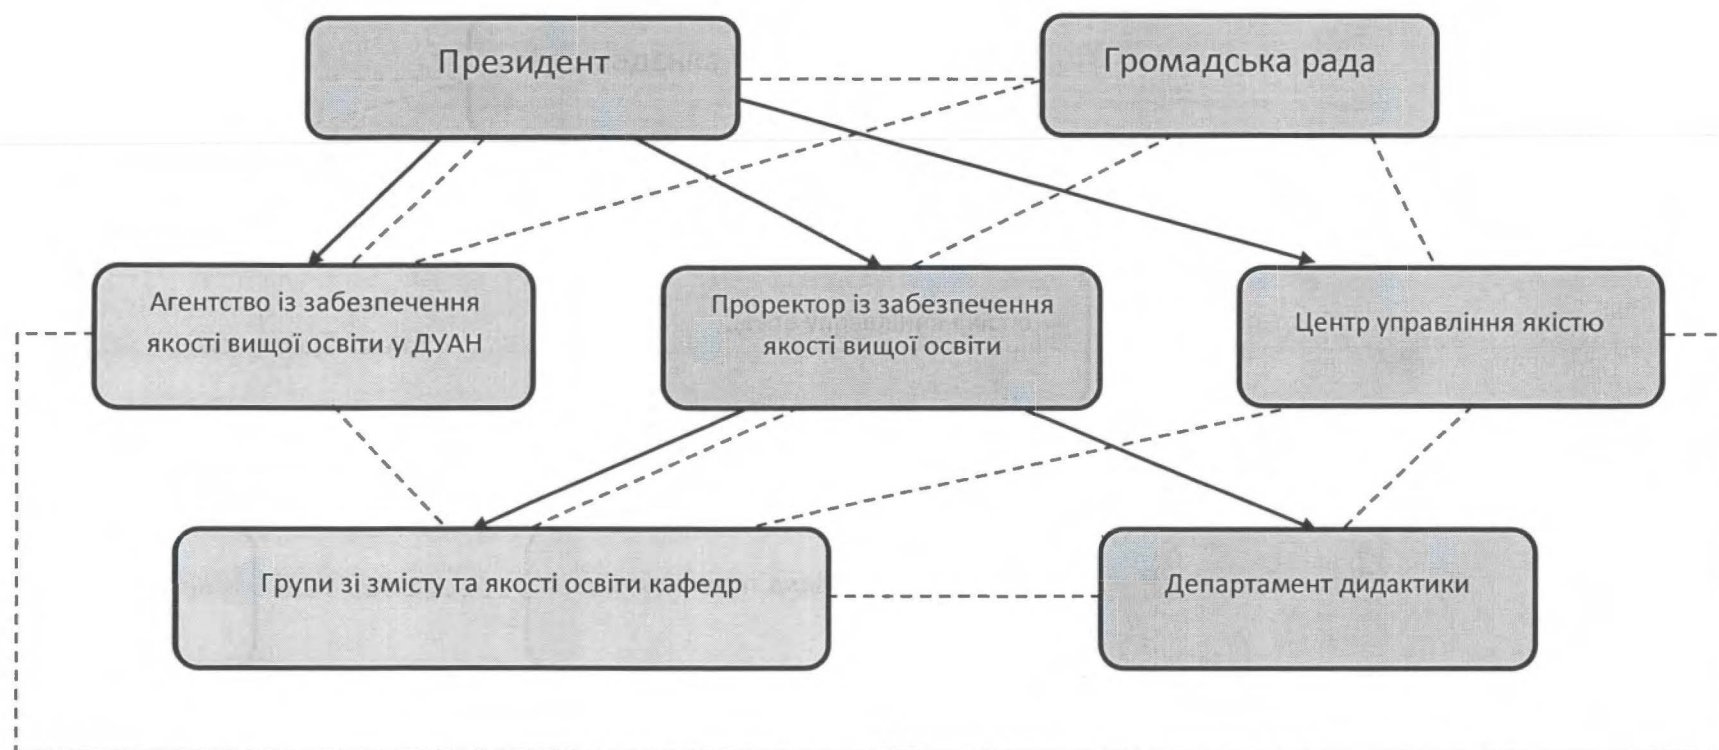 Президент
Громадська рада
Агентство із забезпечення
якості вищої освіти у ДУАН
Проректор із забезпечення
якості вищої освіти
Центр управління якістю
Групи зі змісту та якості освіти кафедр
Департамент дидактики